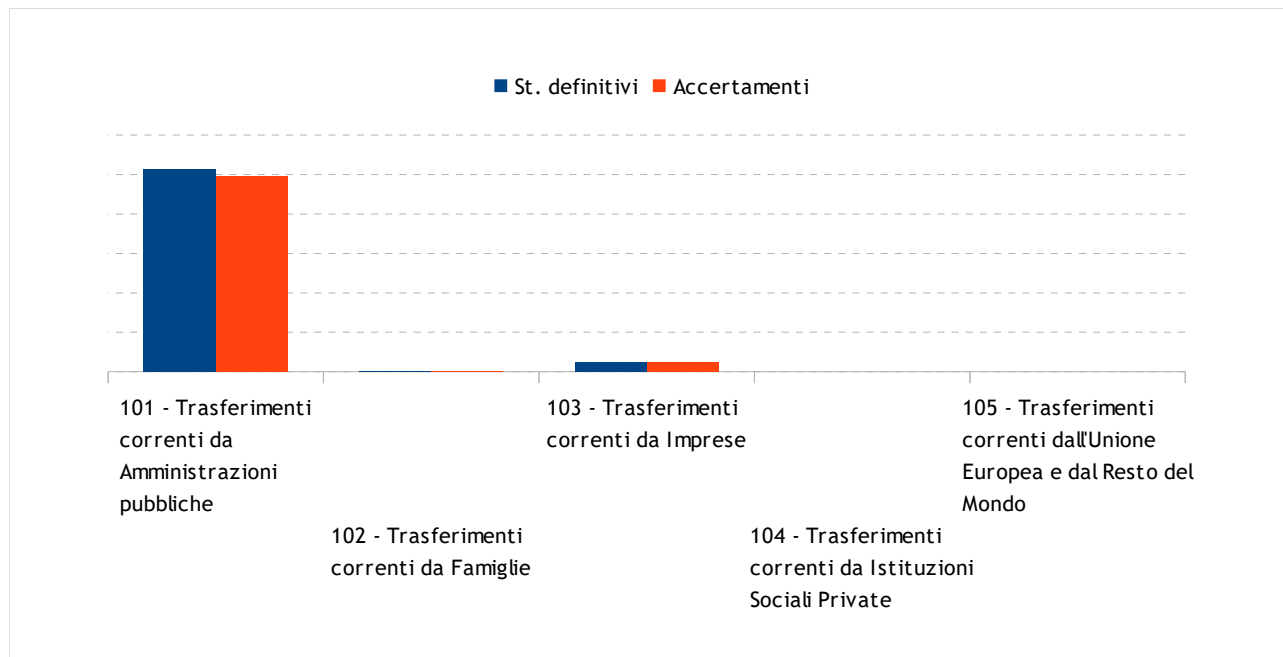 St. definitivi Accertamenti
101 - Trasferimenti
correnti da
Amministrazioni
pubbliche
102 - Trasferimenti
correnti da Famiglie
103 - Trasferimenti
correnti da Imprese
104 - Trasferimenti
correnti da Istituzioni
Sociali Private
105 - Trasferimenti
correnti dall'Unione
Europea e dal Resto del
Mondo